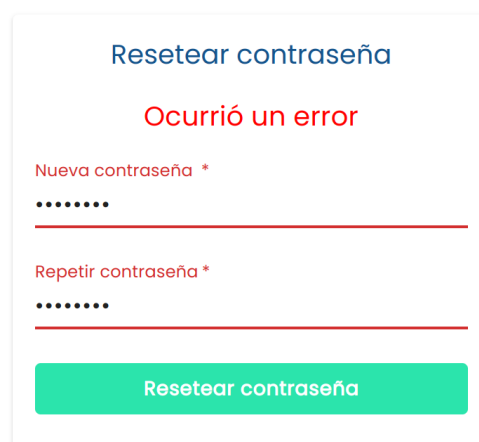 Resetear contraseña
Ocurrió un error
Nueva contraseña *
••••••••
Repetir contraseña *
••••••••
Resetear contraseña